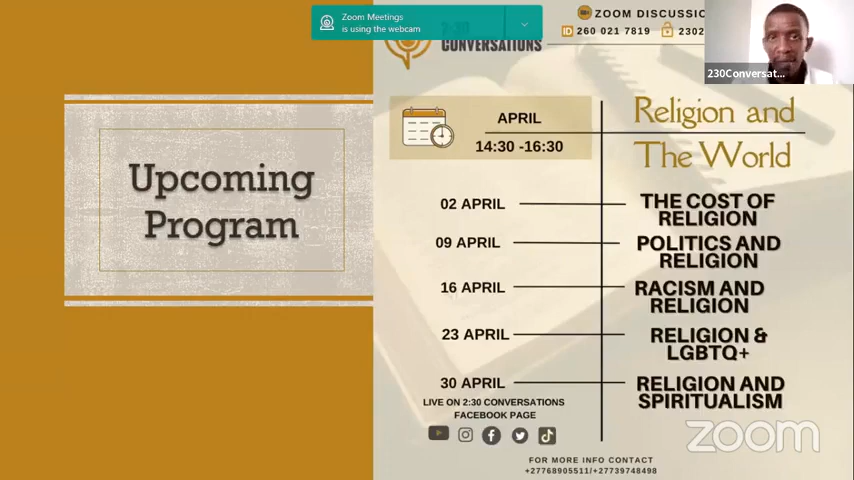 Zoom Meetings
is using the webcam
Upcoming
Program
2:30
CONVERSATIONS
ZOOM DISCUSSIC
ID 260 021 7819
2302
230Conversat...
APRIL
14:30 -16:30
Religion and
The World
02 APRIL
THE COST OF
RELIGION
09 APRIL
POLITICS AND
RELIGION
16 APRIL
RACISM AND
RELIGION
23 APRIL
RELIGION &
LGBTQ+
30 APRIL
RELIGION AND
SPIRITUALISM
LIVE ON 2:30 CONVERSATIONS
FACEBOOK PAGE
zoom
FOR MORE INFO CONTACT
+27768905511/+27739748498